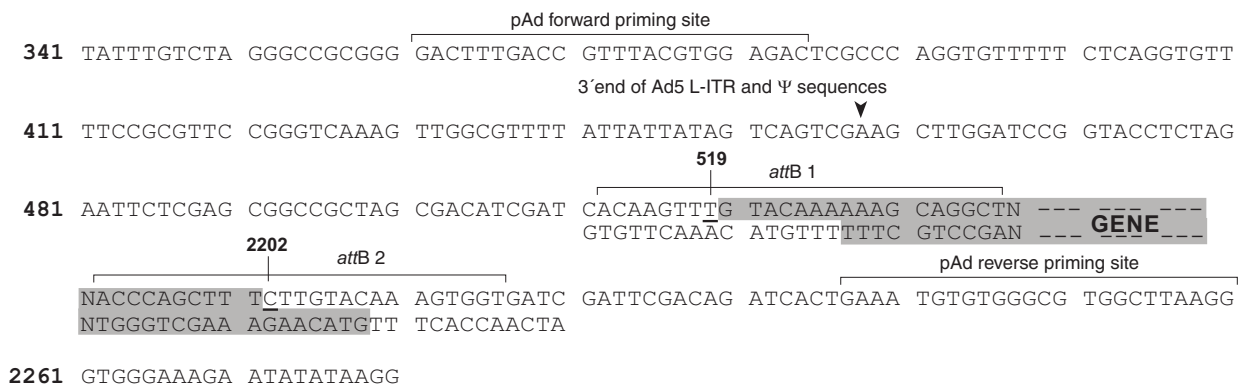 pAd forward priming site
341 TATTTGTCTA GGGCCGCGGG GACTTTGACC GTTTACGTGG AGACTCGCCC AGGTGTTTTT CTCAGGTGTT
3´end of Ad5 L-ITR and Ψ sequences
411 TTCCGCGTTC CGGGTCAAAG TTGGCGTTTT ATTATTATAG TCAGTCGAAG CTTGGATCCG GTACCTCTAG
519 attB 1
481 AATTCTCGAG CGGCCGCTAG CGACATCGAT CACAAGTTTG TACAAAAAAG CAGGCTN --- --- ---
GTGTTCAAAC ATGTTTTTTC GTCCGAN --- --- ---
GENE
2202 attB 2 pAd reverse priming site
NACCCAGCTTT TCTTGTACAA AGTGGTGATC GATTCGACAG ATCACTGAAA TGTGTGGGCG TGGCTTAAGG
NTGGGTCGAA AGAACATGTT TCACCAACTA
2261 GTGGGAAAGA ATATATAAGG